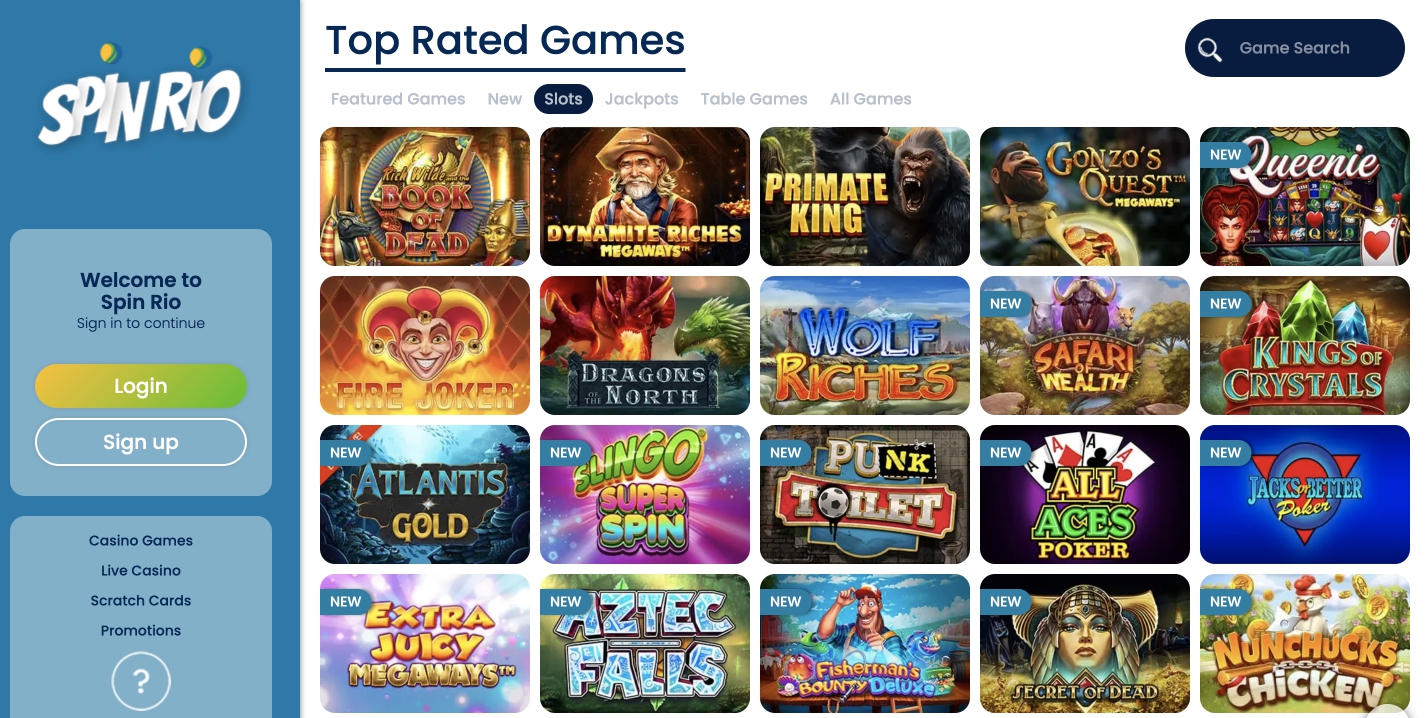 SPIN RIO
Welcome to
Spin Rio
Sign in to continue
Login
Sign up
Casino Games
Live Casino
Scratch Cards
Promotions
?
Top Rated Games
Game Search
Featured Games New Slots Jackpots Table Games All Games
Rich Wilde and the
BOOK
OF
DEAD
DYNAMITE RICHES
MEGAWAYS™
PRIMATE
KING
GONZO'S
QUEST™
MEGAWAYS™
NEW
Queenie
FIRE JOKER
DRAGONS
OF THE NORTH
WOLF
RICHES
NEW
SAFARI
OF
WEALTH
NEW
KINGS OF
CRYSTALS
NEW
ATLANTIS
GOLD
NEW
SLINGO
SUPER
SPIN
NEW
PUNK
TOILET
NEW
A A A A
ALL
ACES
POKER
NEW
JACKS or BETTER
Poker
NEW
EXTRA
JUICY
MEGAWAYS™
NEW
AZTEC
FALLS
NEW
Fisherman's
BOUNTY Deluxe
NEW
SECRET OF DEAD
NEW
NUNCHUCKS
CHICKEN